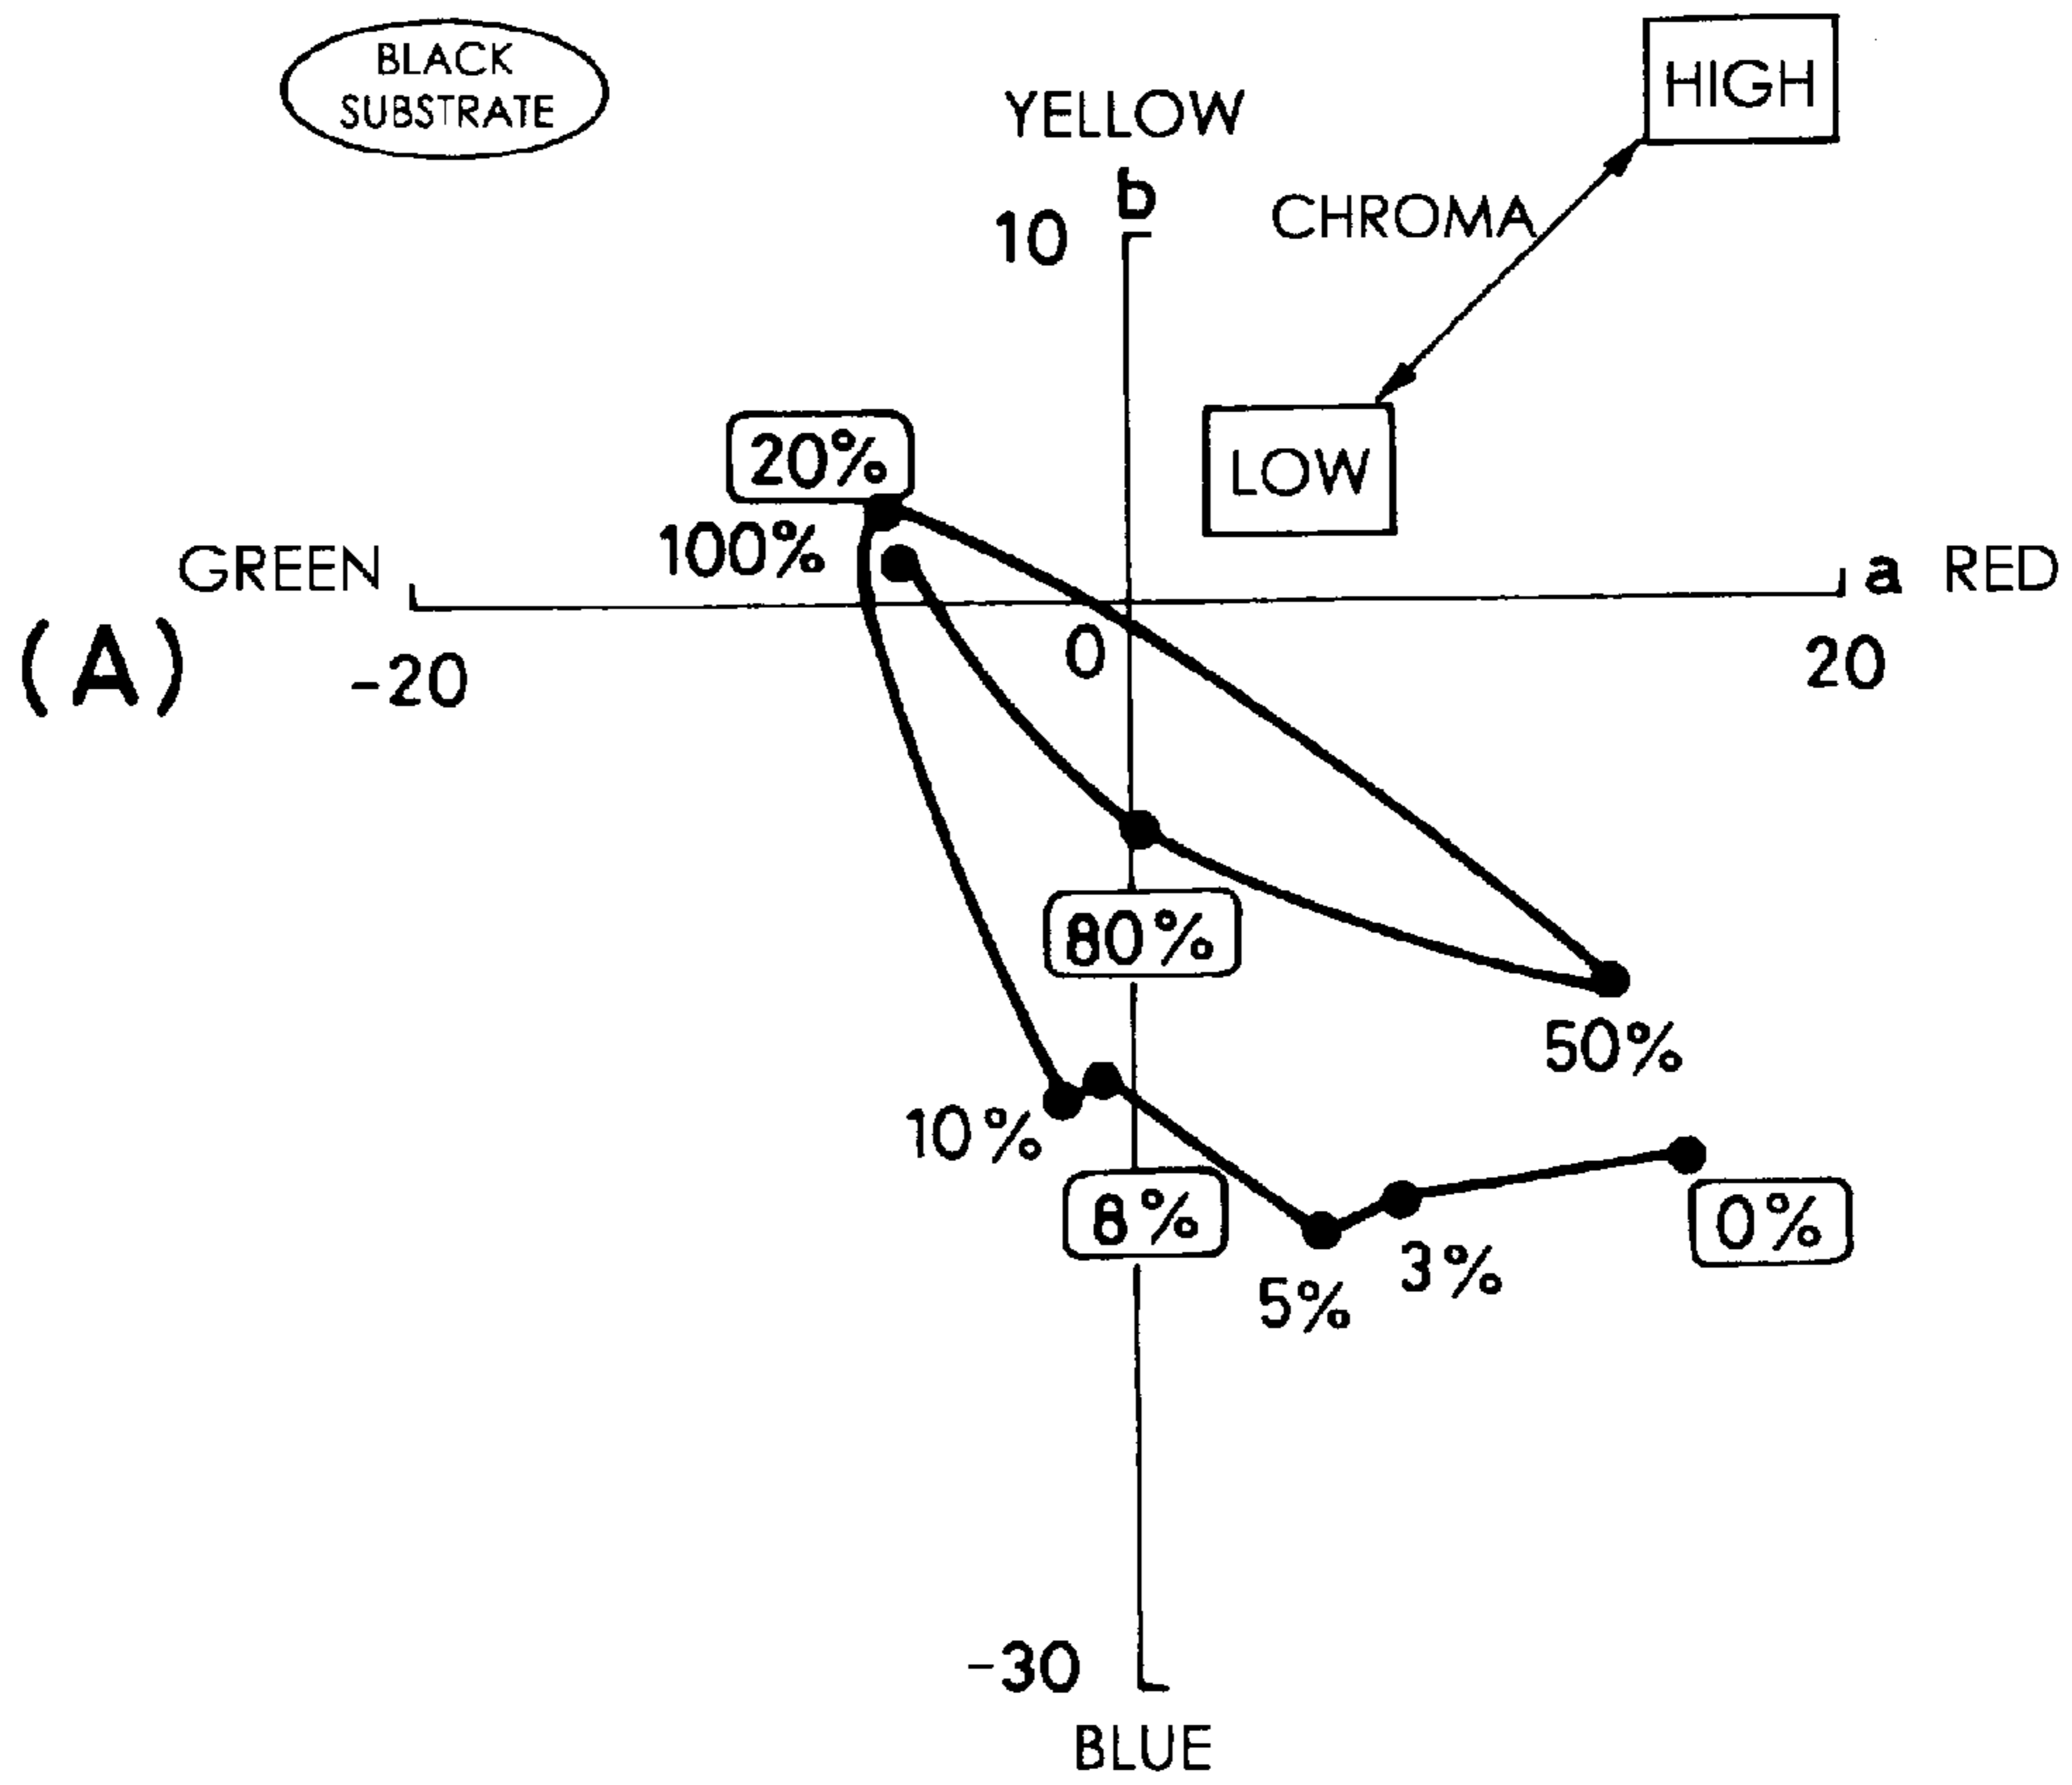 BLACK
SUBSTRATE
HIGH
YELLOW
b
10
CHROMA
20%
LOW
100%
GREEN
a RED
(A)
-20
0
20
80%
50%
10%
8%
0%
3%
5%
-30
BLUE